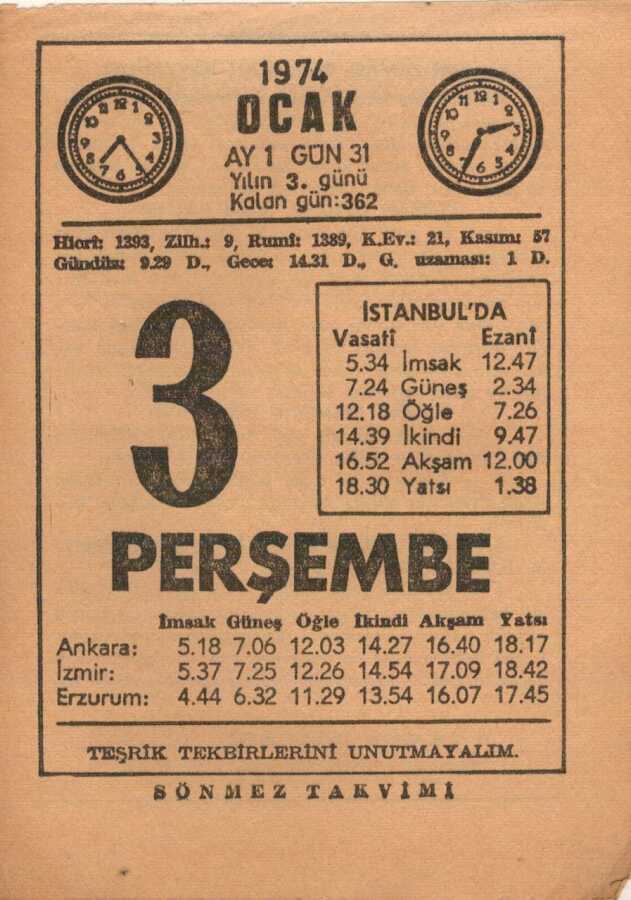 1974
OCAK
AY 1 GÜN 31
Yılın 3. günü
Kalan gün:362
Hicrî: 1393, Zilh.: 9, Rumî: 1389, K.Ev.: 21, Kasım: 57
Gündüz: 9.29 D., Gece: 14.31 D., G. uzaması: 1 D.
3
İSTANBUL'DA
Vasatî Ezanî
5.34 İmsak 12.47
7.24 Güneş 2.34
12.18 Öğle 7.26
14.39 İkindi 9.47
16.52 Akşam 12.00
18.30 Yatsı 1.38
PERŞEMBE
İmsak Güneş Öğle İkindi Akşam Yatsı
Ankara: 5.18 7.06 12.03 14.27 16.40 18.17
İzmir: 5.37 7.25 12.26 14.54 17.09 18.42
Erzurum: 4.44 6.32 11.29 13.54 16.07 17.45
TEŞRİK TEKBİRLERİNİ UNUTMAYALIM.
SÖNMEZ TAKVİMİ